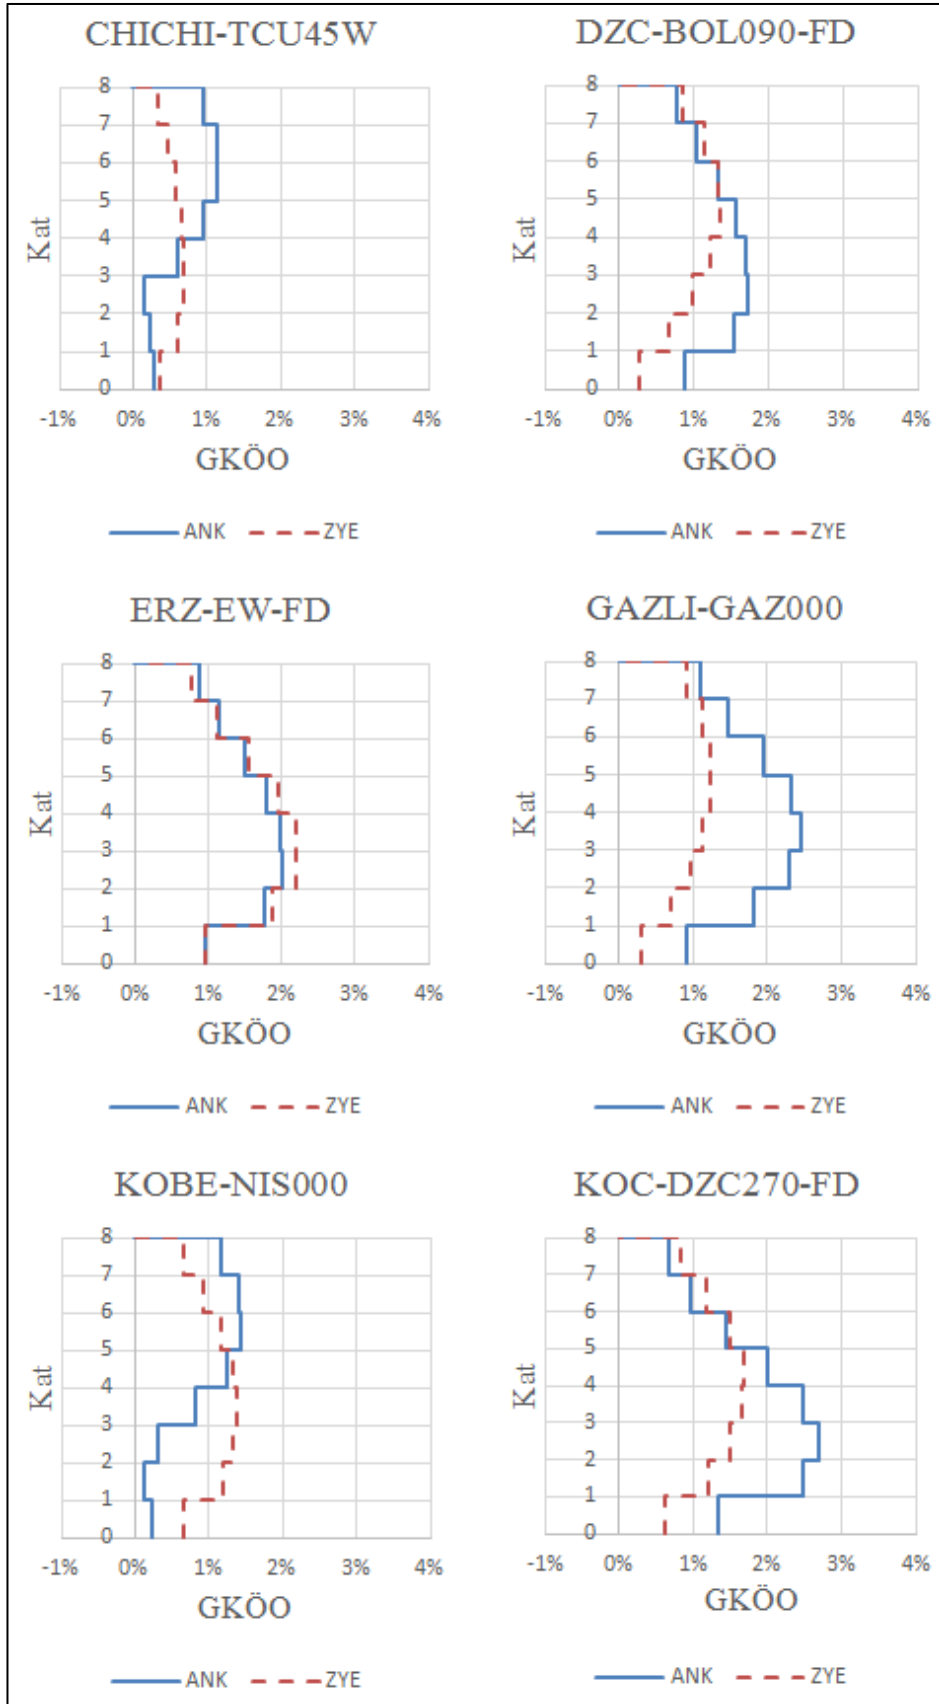 CHICHI-TCU45W
8
7
6
5
4
3
2
1
0
Kat
-1% 0% 1% 2% 3% 4%
GKÖO
ANK ZYE
DZC-BOL090-FD
8
7
6
5
4
3
2
1
0
Kat
-1% 0% 1% 2% 3% 4%
GKÖO
ANK ZYE
ERZ-EW-FD
8
7
6
5
4
3
2
1
0
Kat
-1% 0% 1% 2% 3% 4%
GKÖO
ANK ZYE
GAZLI-GAZ000
8
7
6
5
4
3
2
1
0
Kat
-1% 0% 1% 2% 3% 4%
GKÖO
ANK ZYE
KOBE-NIS000
8
7
6
5
4
3
2
1
0
Kat
-1% 0% 1% 2% 3% 4%
GKÖO
ANK ZYE
KOC-DZC270-FD
8
7
6
5
4
3
2
1
0
Kat
-1% 0% 1% 2% 3% 4%
GKÖO
ANK ZYE